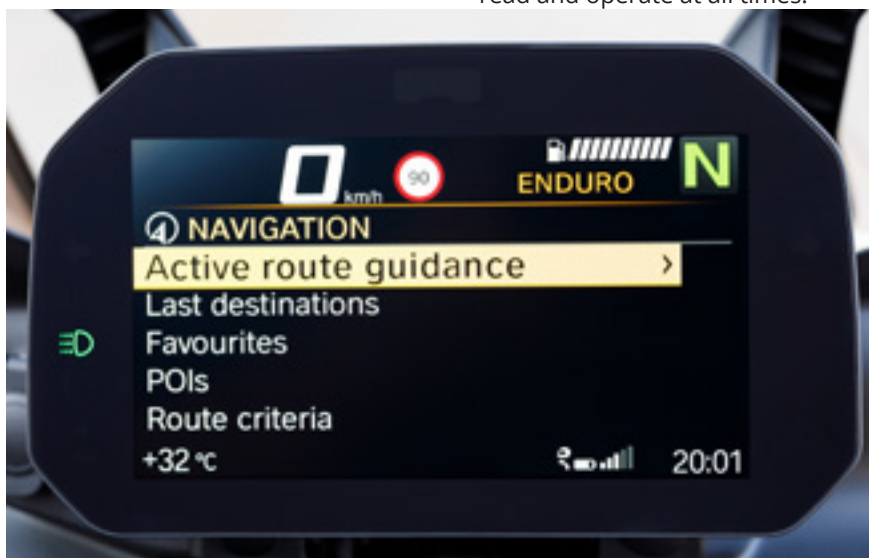 read and operate at all times.
0 km/h 90 ENDURO N
NAVIGATION
Active route guidance >
Last destinations
Favourites
POIs
Route criteria
+32 °C 20:01